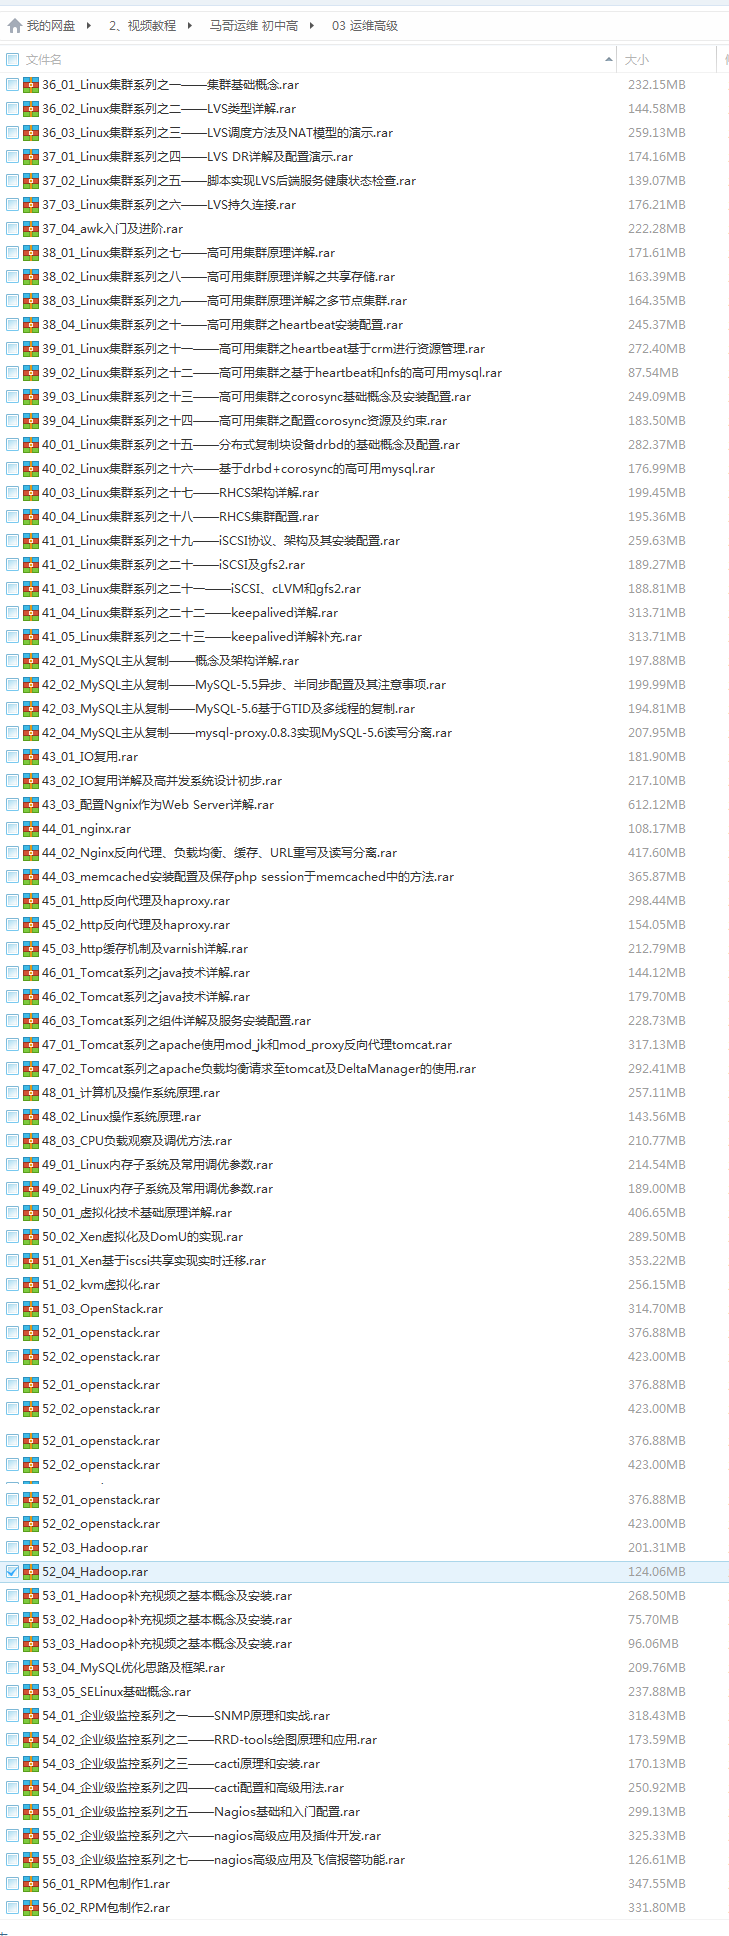 我的网盘 2、视频教程 马哥运维 初中高 03 运维高级
文件名 大小
36_01_Linux集群系列之一——集群基础概念.rar 232.15MB
36_02_Linux集群系列之二——LVS类型详解.rar 144.58MB
36_03_Linux集群系列之三——LVS调度方法及NAT模型的演示.rar 259.13MB
37_01_Linux集群系列之四——LVS DR详解及配置演示.rar 174.16MB
37_02_Linux集群系列之五——脚本实现LVS后端服务健康状态检查.rar 139.07MB
37_03_Linux集群系列之六——LVS持久连接.rar 176.21MB
37_04_awk入门及进阶.rar 222.28MB
38_01_Linux集群系列之七——高可用集群原理详解.rar 171.61MB
38_02_Linux集群系列之八——高可用集群原理详解之共享存储.rar 163.39MB
38_03_Linux集群系列之九——高可用集群原理详解之多节点集群.rar 164.35MB
38_04_Linux集群系列之十——高可用集群之heartbeat安装配置.rar 245.37MB
39_01_Linux集群系列之十一——高可用集群之heartbeat基于crm进行资源管理.rar 272.40MB
39_02_Linux集群系列之十二——高可用集群之基于heartbeat和nfs的高可用mysql.rar 87.54MB
39_03_Linux集群系列之十三——高可用集群之corosync基础概念及安装配置.rar 249.09MB
39_04_Linux集群系列之十四——高可用集群之配置corosync资源及约束.rar 183.50MB
40_01_Linux集群系列之十五——分布式复制块设备drbd的基础概念及配置.rar 282.37MB
40_02_Linux集群系列之十六——基于drbd+corosync的高可用mysql.rar 176.99MB
40_03_Linux集群系列之十七——RHCS架构详解.rar 199.45MB
40_04_Linux集群系列之十八——RHCS集群配置.rar 195.36MB
41_01_Linux集群系列之十九——iSCSI协议、架构及其安装配置.rar 259.63MB
41_02_Linux集群系列之二十——iSCSI及gfs2.rar 189.27MB
41_03_Linux集群系列之二十一——iSCSI、cLVM和gfs2.rar 188.81MB
41_04_Linux集群系列之二十二——keepalived详解.rar 313.71MB
41_05_Linux集群系列之二十三——keepalived详解补充.rar 313.71MB
42_01_MySQL主从复制——概念及架构详解.rar 197.88MB
42_02_MySQL主从复制——MySQL-5.5异步、半同步配置及其注意事项.rar 199.99MB
42_03_MySQL主从复制——MySQL-5.6基于GTID及多线程的复制.rar 194.81MB
42_04_MySQL主从复制——mysql-proxy.0.8.3实现MySQL-5.6读写分离.rar 207.95MB
43_01_IO复用.rar 181.90MB
43_02_IO复用详解及高并发系统设计初步.rar 217.10MB
43_03_配置Ngnix作为Web Server详解.rar 612.12MB
44_01_nginx.rar 108.17MB
44_02_Nginx反向代理、负载均衡、缓存、URL重写及读写分离.rar 417.60MB
44_03_memcached安装配置及保存php session于memcached中的方法.rar 365.87MB
45_01_http反向代理及haproxy.rar 298.44MB
45_02_http反向代理及haproxy.rar 154.05MB
45_03_http缓存机制及varnish详解.rar 212.79MB
46_01_Tomcat系列之java技术详解.rar 144.12MB
46_02_Tomcat系列之java技术详解.rar 179.70MB
46_03_Tomcat系列之组件详解及服务安装配置.rar 228.73MB
47_01_Tomcat系列之apache使用mod_jk和mod_proxy反向代理tomcat.rar 317.13MB
47_02_Tomcat系列之apache负载均衡请求至tomcat及DeltaManager的使用.rar 292.41MB
48_01_计算机及操作系统原理.rar 257.11MB
48_02_Linux操作系统原理.rar 143.56MB
48_03_CPU负载观察及调优方法.rar 210.77MB
49_01_Linux内存子系统及常用调优参数.rar 214.54MB
49_02_Linux内存子系统及常用调优参数.rar 189.00MB
50_01_虚拟化技术基础原理详解.rar 406.65MB
50_02_Xen虚拟化及DomU的实现.rar 289.50MB
51_01_Xen基于iscsi共享实现实时迁移.rar 353.22MB
51_02_kvm虚拟化.rar 256.15MB
51_03_OpenStack.rar 314.70MB
52_01_openstack.rar 376.88MB
52_02_openstack.rar 423.00MB
52_01_openstack.rar 376.88MB
52_02_openstack.rar 423.00MB
52_01_openstack.rar 376.88MB
52_02_openstack.rar 423.00MB
52_01_openstack.rar 376.88MB
52_02_openstack.rar 423.00MB
52_03_Hadoop.rar 201.31MB
52_04_Hadoop.rar 124.06MB
53_01_Hadoop补充视频之基本概念及安装.rar 268.50MB
53_02_Hadoop补充视频之基本概念及安装.rar 75.70MB
53_03_Hadoop补充视频之基本概念及安装.rar 96.06MB
53_04_MySQL优化思路及框架.rar 209.76MB
53_05_SELinux基础概念.rar 237.88MB
54_01_企业级监控系列之一——SNMP原理和实战.rar 318.43MB
54_02_企业级监控系列之二——RRD-tools绘图原理和应用.rar 173.59MB
54_03_企业级监控系列之三——cacti原理和安装.rar 170.13MB
54_04_企业级监控系列之四——cacti配置和高级用法.rar 250.92MB
55_01_企业级监控系列之五——Nagios基础和入门配置.rar 299.13MB
55_02_企业级监控系列之六——nagios高级应用及插件开发.rar 325.33MB
55_03_企业级监控系列之七——nagios高级应用及飞信报警功能.rar 126.61MB
56_01_RPM包制作1.rar 347.55MB
56_02_RPM包制作2.rar 331.80MB